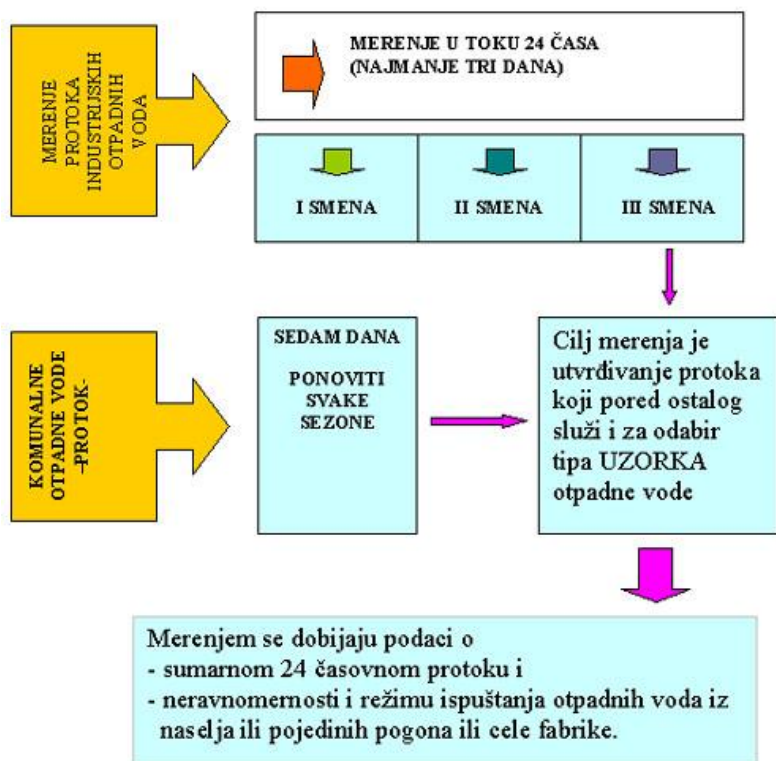 MERENJE
PROTOKA
INDUSTRIJSKIH
OTPADNIH
VODA
MERENJE U TOKU 24 ČASA
(NAJMANJE TRI DANA)
I SMENA
II SMENA
III SMENA
KOMUNALNE
OTPADNE VODE
–PROTOK-
SEDAM DANA
PONOVITI
SVAKE
SEZONE
Cilj merenja je
utvrđivanje protoka
koji pored ostalog
služi i za odabir
tipa UZORKA
otpadne vode
Merenjem se dobijaju podaci o
- sumarnom 24 časovnom protoku i
- neravnomernosti i režimu ispuštanja otpadnih voda iz
naselja ili pojedinih pogona ili cele fabrike.